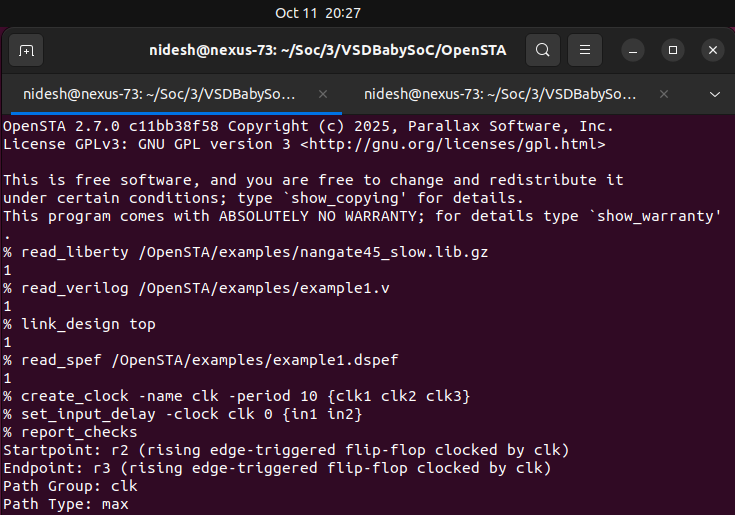 Oct 11 20:27
nidesh@nexus-73: ~/Soc/3/VSDBabySoC/OpenSTA
nidesh@nexus-73: ~/Soc/3/VSDBabySo... nidesh@nexus-73: ~/Soc/3/VSDBabySo...
OpenSTA 2.7.0 c11bb38f58 Copyright (c) 2025, Parallax Software, Inc.
License GPLv3: GNU GPL version 3 <http://gnu.org/licenses/gpl.html>
This is free software, and you are free to change and redistribute it
under certain conditions; type `show_copying' for details.
This program comes with ABSOLUTELY NO WARRANTY; for details type `show_warranty'
.
% read_liberty /OpenSTA/examples/nangate45_slow.lib.gz
1
% read_verilog /OpenSTA/examples/example1.v
1
% link_design top
1
% read_spef /OpenSTA/examples/example1.dspef
1
% create_clock -name clk -period 10 {clk1 clk2 clk3}
% set_input_delay -clock clk 0 {in1 in2}
% report_checks
Startpoint: r2 (rising edge-triggered flip-flop clocked by clk)
Endpoint: r3 (rising edge-triggered flip-flop clocked by clk)
Path Group: clk
Path Type: max